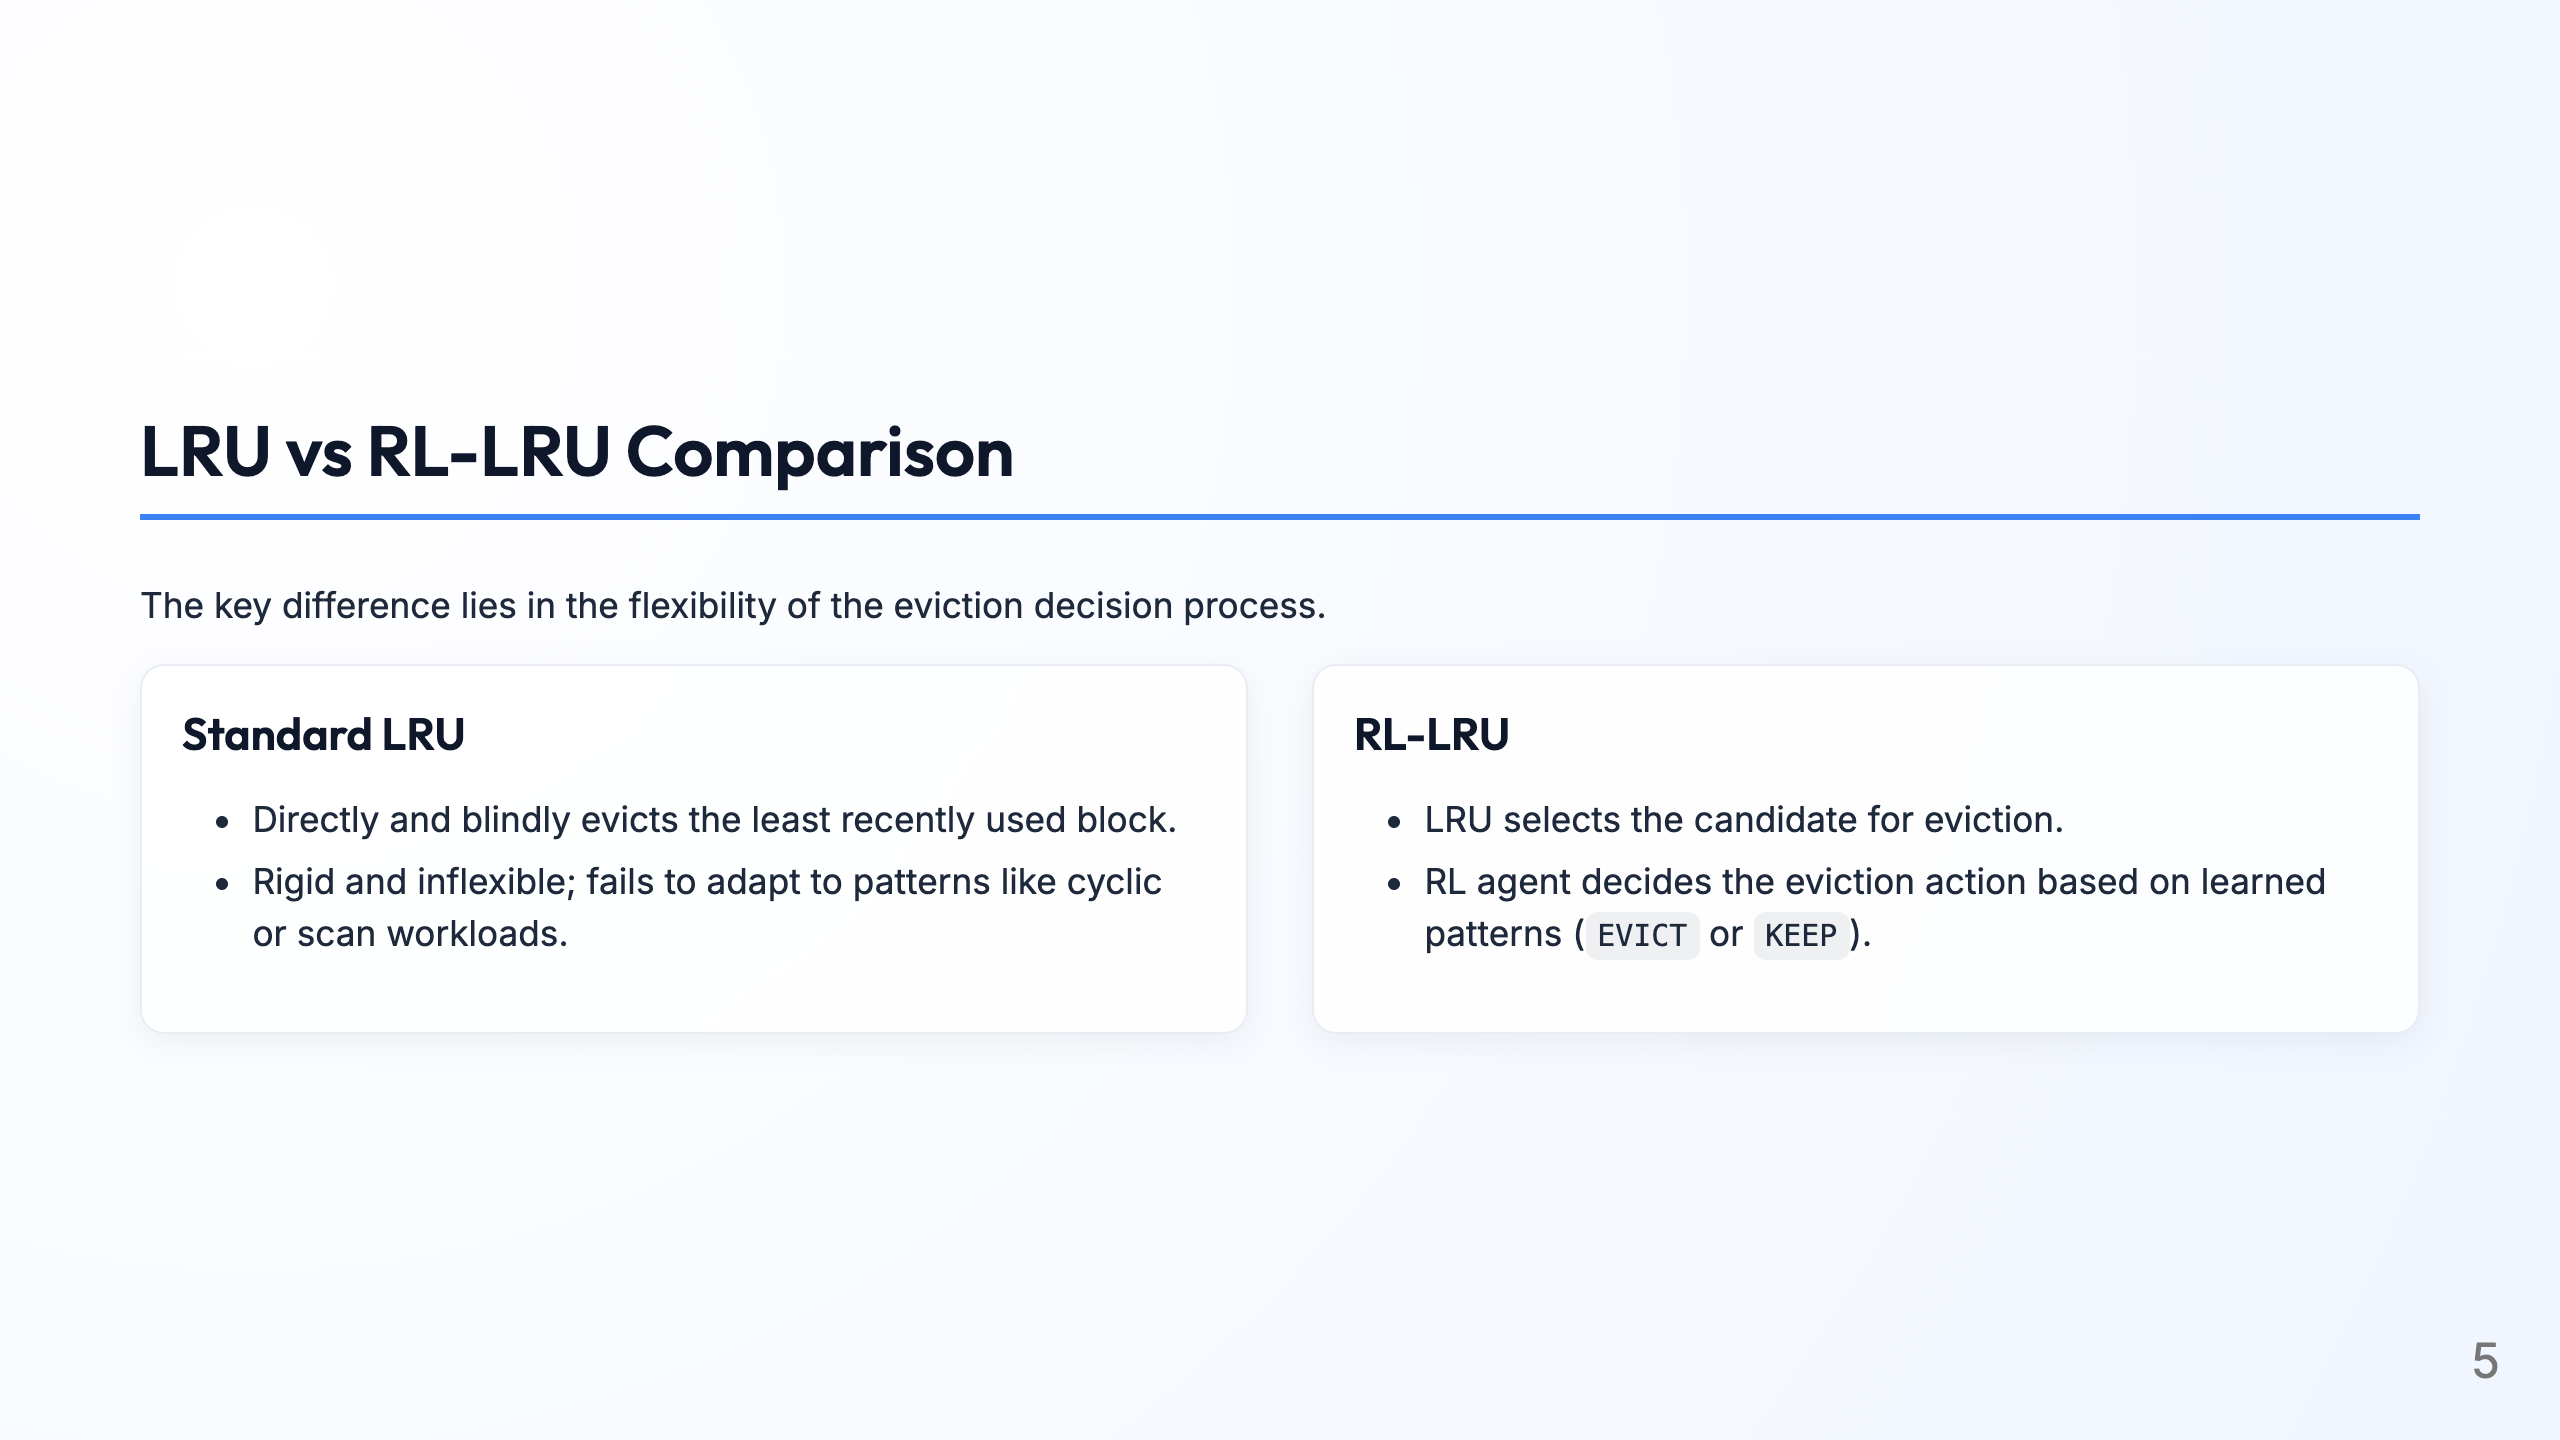 LRU vs RL-LRU Comparison
The key difference lies in the flexibility of the eviction decision process.
Standard LRU
• Directly and blindly evicts the least recently used block.
• Rigid and inflexible; fails to adapt to patterns like cyclic
or scan workloads.
RL-LRU
• LRU selects the candidate for eviction.
• RL agent decides the eviction action based on learned
patterns (EVICT or KEEP).
5